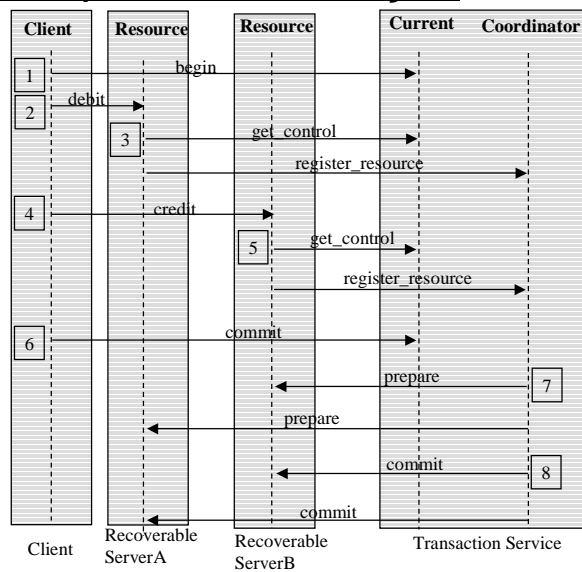 Client Resource Resource Current Coordinator
1 begin
2 debit
3 get_control
register_resource
4 credit
5 get_control
register_resource
6 commit
prepare 7
prepare
commit 8
commit
Client Recoverable ServerA Recoverable ServerB Transaction Service